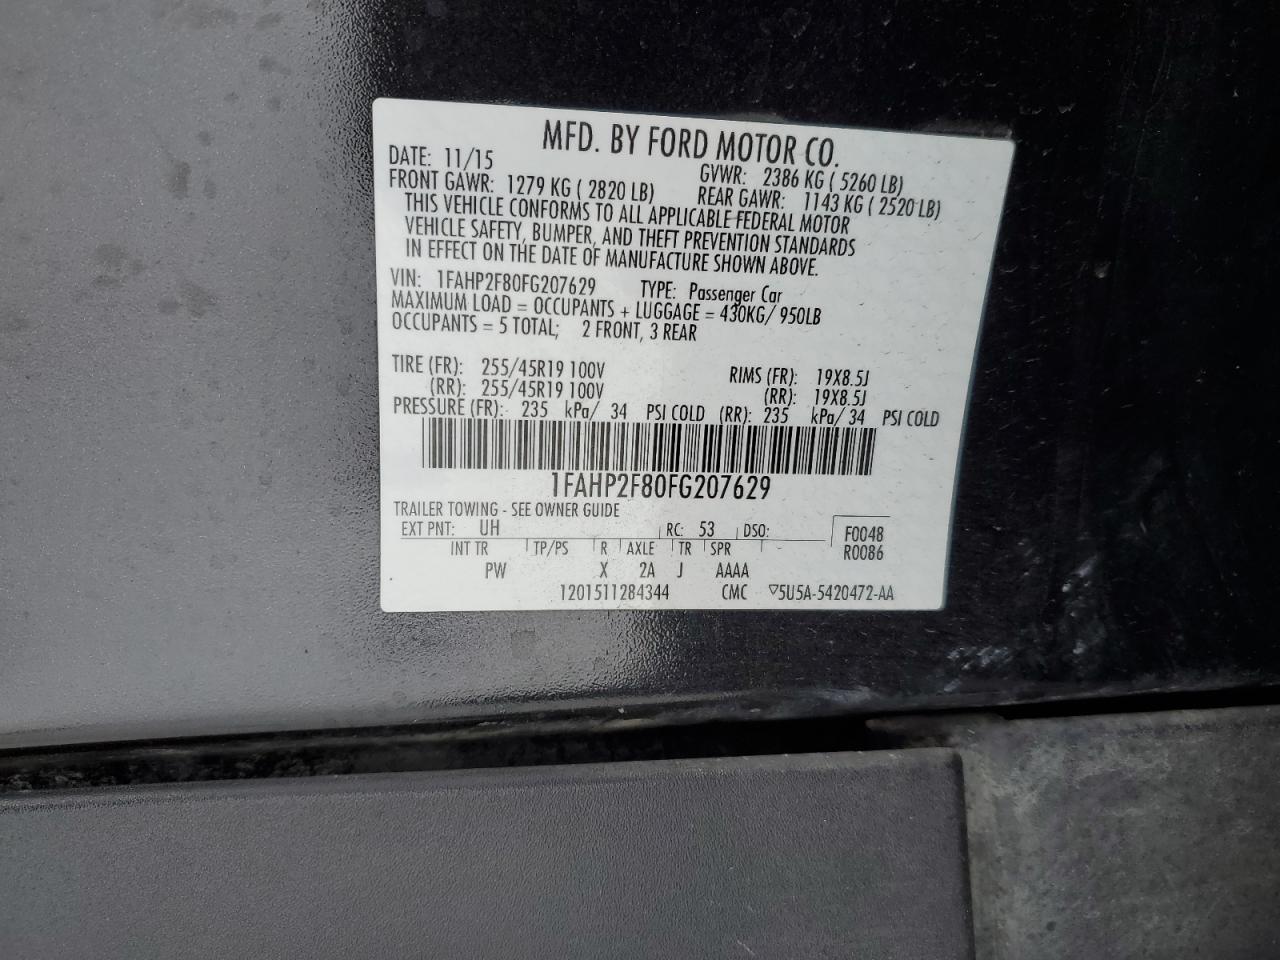 MFD. BY FORD MOTOR CO.
DATE: 11/15 GVWR: 2386 KG ( 5260 LB)
FRONT GAWR: 1279 KG ( 2820 LB) REAR GAWR: 1143 KG ( 2520 LB)
THIS VEHICLE CONFORMS TO ALL APPLICABLE FEDERAL MOTOR
VEHICLE SAFETY, BUMPER, AND THEFT PREVENTION STANDARDS
IN EFFECT ON THE DATE OF MANUFACTURE SHOWN ABOVE.
VIN: 1FAHP2F80FG207629 TYPE: Passenger Car
MAXIMUM LOAD = OCCUPANTS + LUGGAGE = 430KG/ 950LB
OCCUPANTS = 5 TOTAL; 2 FRONT, 3 REAR
TIRE (FR): 255/45R19 100V RIMS (FR): 19X8.5J
(RR): 255/45R19 100V (RR): 19X8.5J
PRESSURE (FR): 235 kPa/ 34 PSI COLD (RR): 235 kPa/ 34 PSI COLD
1FAHP2F80FG207629
TRAILER TOWING - SEE OWNER GUIDE
EXT PNT: UH RC: 53 DSO: F0048
INT TR TP/PS R AXLE TR SPR R0086
PW X 2A J AAAA
1201511284344 CMC ▽5U5A-5420472-AA